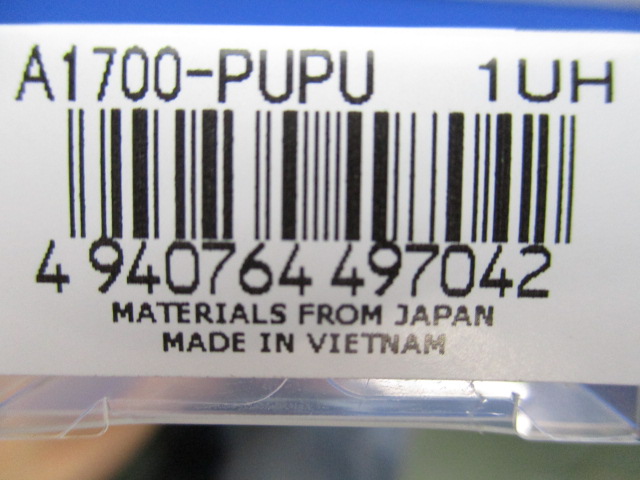 A1700-PUPU 1UH
4 940764 497042
MATERIALS FROM JAPAN
MADE IN VIETNAM